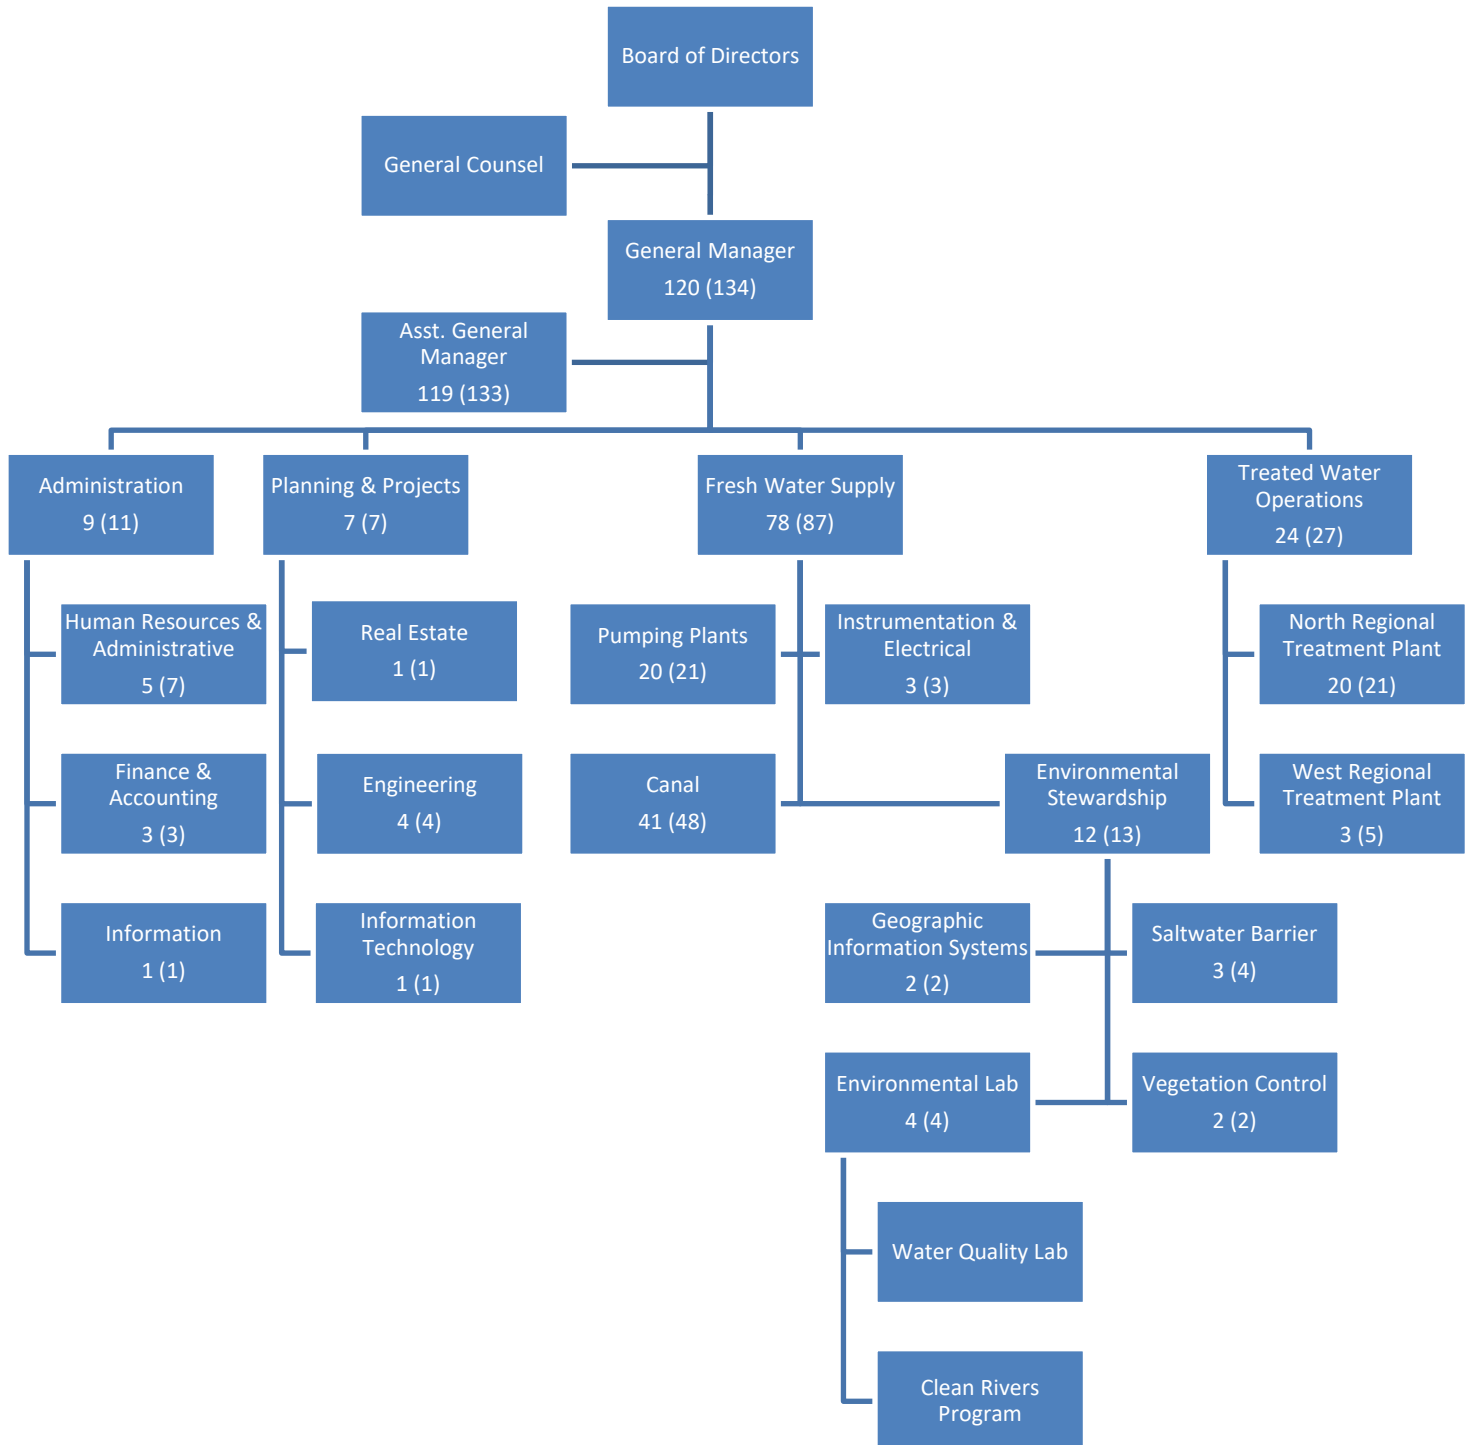 Board of Directors
General Counsel
General Manager
120 (134)
Asst. General
Manager
119 (133)
Administration
9 (11)
Planning & Projects
7 (7)
Fresh Water Supply
78 (87)
Treated Water
Operations
24 (27)
Human Resources &
Administrative
5 (7)
Real Estate
1 (1)
Pumping Plants
20 (21)
Instrumentation &
Electrical
3 (3)
North Regional
Treatment Plant
20 (21)
Finance &
Accounting
3 (3)
Engineering
4 (4)
Canal
41 (48)
Environmental
Stewardship
12 (13)
West Regional
Treatment Plant
3 (5)
Information
1 (1)
Information
Technology
1 (1)
Geographic
Information Systems
2 (2)
Saltwater Barrier
3 (4)
Environmental Lab
4 (4)
Vegetation Control
2 (2)
Water Quality Lab
Clean Rivers
Program